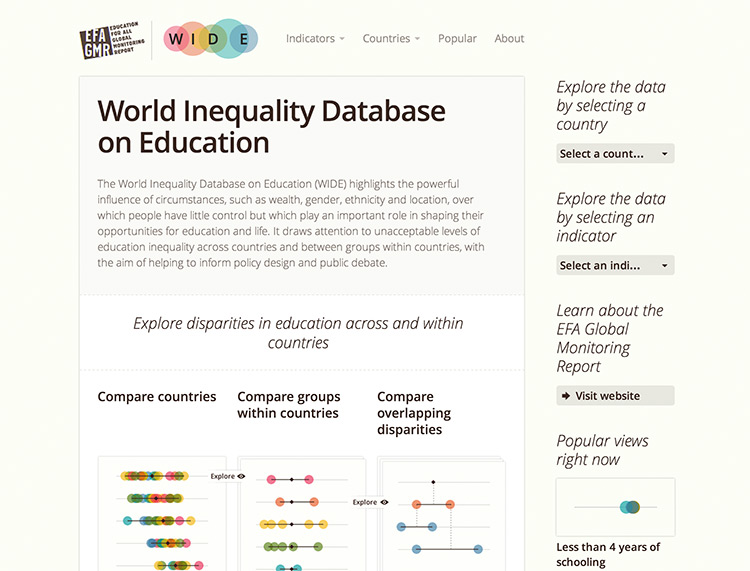 EFA GMR
EDUCATION
FOR ALL
GLOBAL
MONITORING
REPORT
W I D E
Indicators Countries Popular About
World Inequality Database
on Education
The World Inequality Database on Education (WIDE) highlights the powerful
influence of circumstances, such as wealth, gender, ethnicity and location, over
which people have little control but which play an important role in shaping their
opportunities for education and life. It draws attention to unacceptable levels of
education inequality across countries and between groups within countries, with
the aim of helping to inform policy design and public debate.
Explore disparities in education across and within
countries
Compare countries
Compare groups
within countries
Compare
overlapping
disparities
Explore
Explore
Explore the data
by selecting a
country
Select a count...
Explore the data
by selecting an
indicator
Select an indi...
Learn about the
EFA Global
Monitoring
Report
Visit website
Popular views
right now
Less than 4 years of
schooling